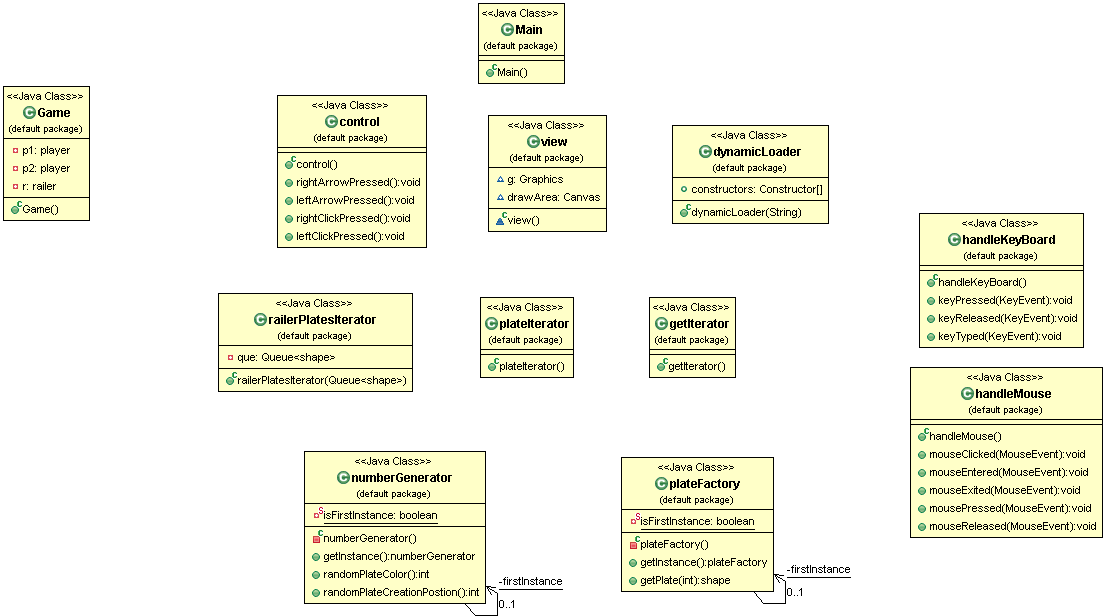 <<Java Class>>
Main
(default package)
Main()
<<Java Class>>
Game
(default package)
p1: player
p2: player
r: railer
Game()
<<Java Class>>
control
(default package)
control()
rightArrowPressed():void
leftArrowPressed():void
rightClickPressed():void
leftClickPressed():void
<<Java Class>>
view
(default package)
g: Graphics
drawArea: Canvas
view()
<<Java Class>>
dynamicLoader
(default package)
constructors: Constructor[]
dynamicLoader(String)
<<Java Class>>
handleKeyBoard
(default package)
handleKeyBoard()
keyPressed(KeyEvent):void
keyReleased(KeyEvent):void
keyTyped(KeyEvent):void
<<Java Class>>
railerPlatesIterator
(default package)
que: Queue<shape>
railerPlatesIterator(Queue<shape>)
<<Java Class>>
plateIterator
(default package)
plateIterator()
<<Java Class>>
getIterator
(default package)
getIterator()
<<Java Class>>
handleMouse
(default package)
handleMouse()
mouseClicked(MouseEvent):void
mouseEntered(MouseEvent):void
mouseExited(MouseEvent):void
mousePressed(MouseEvent):void
mouseReleased(MouseEvent):void
<<Java Class>>
numberGenerator
(default package)
isFirstInstance: boolean
numberGenerator()
getInstance():numberGenerator
randomPlateColor():int
randomPlateCreationPostion():int
-firstInstance
0..1
<<Java Class>>
plateFactory
(default package)
isFirstInstance: boolean
plateFactory()
getInstance():plateFactory
getPlate(int):shape
-firstInstance
0..1